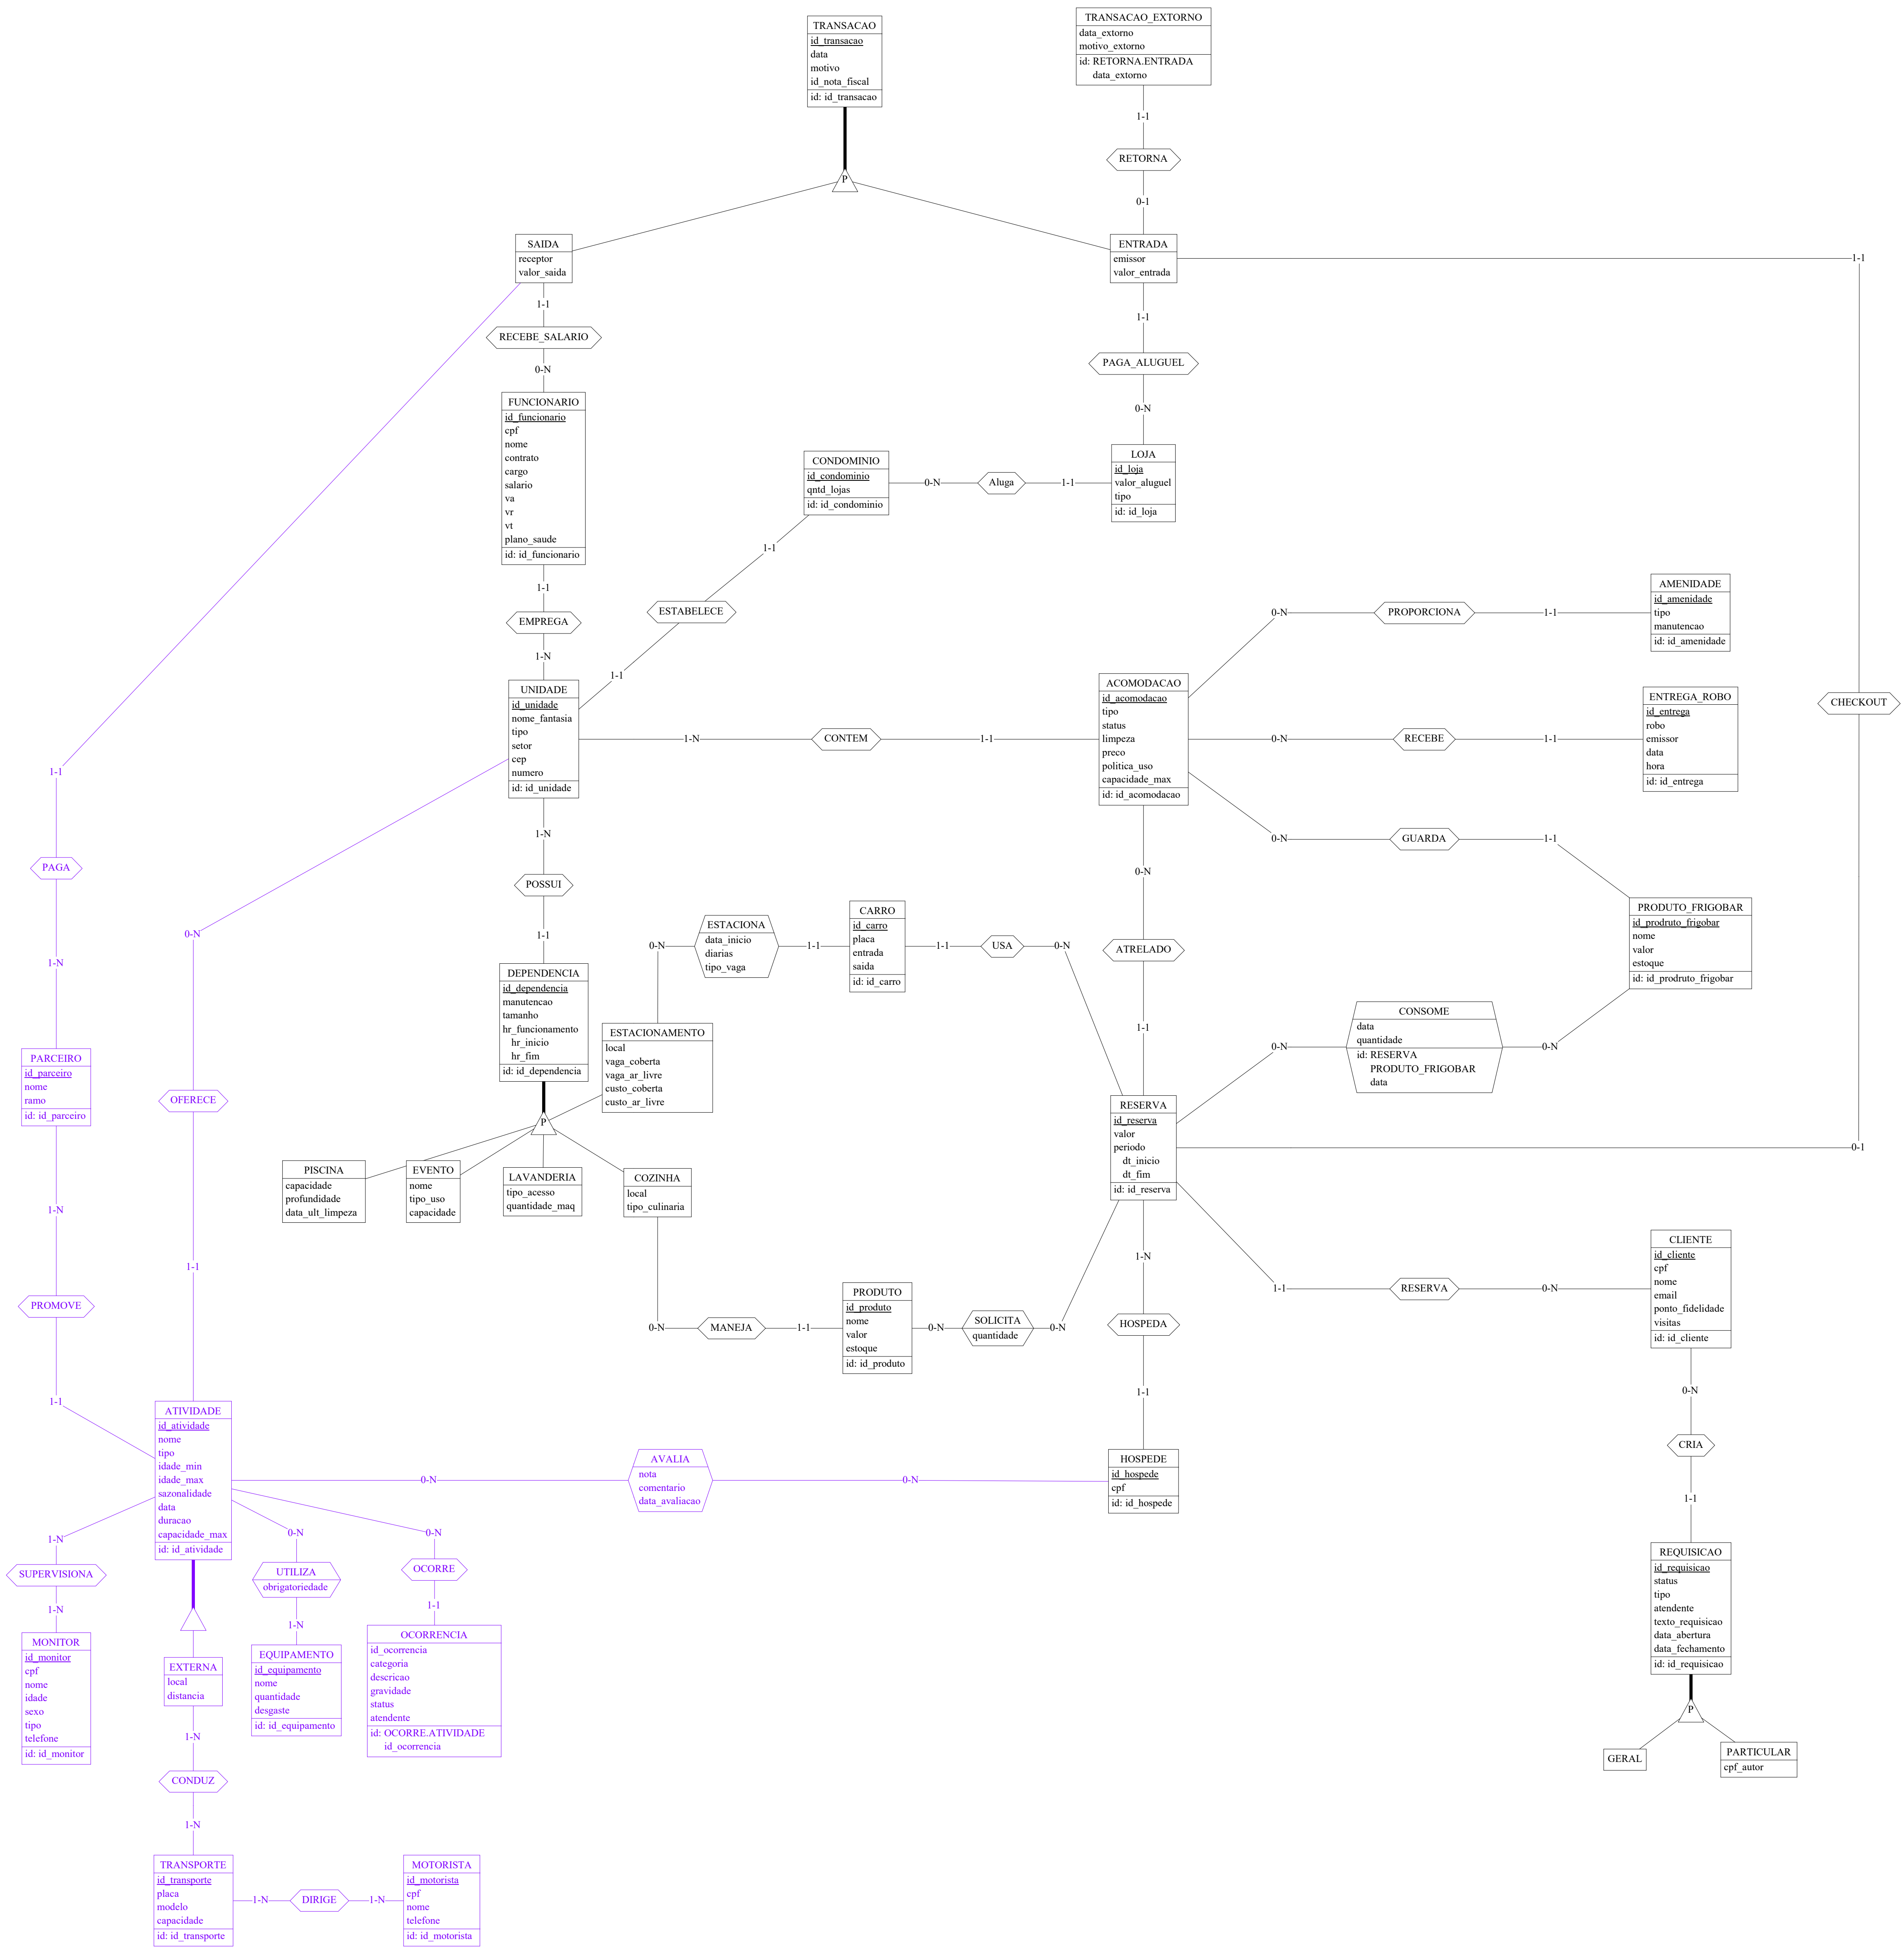 TRANSACAO
id_transacao
data
motivo
id_nota_fiscal
id: id_transacao
TRANSACAO_EXTORNO
data_extorno
motivo_extorno
id: RETORNA.ENTRADA
data_extorno
1-1
RETORNA
0-1
P
SAIDA
receptor
valor_saida
ENTRADA
emissor
valor_entrada
1-1
1-1
RECEBE_SALARIO
0-N
1-1
PAGA_ALUGUEL
0-N
FUNCIONARIO
id_funcionario
cpf
nome
contrato
cargo
salario
va
vr
vt
plano_saude
id: id_funcionario
CONDOMINIO
id_condominio
qntd_lojas
id: id_condominio
0-N
Aluga
1-1
LOJA
id_loja
valor_aluguel
tipo
id: id_loja
1-1
EMPREGA
1-N
1-1
ESTABELECE
1-1
0-N
PROPORCIONA
1-1
AMENIDADE
id_amenidade
tipo
manutencao
id: id_amenidade
UNIDADE
id_unidade
nome_fantasia
tipo
setor
cep
numero
id: id_unidade
1-N
CONTEM
1-1
ACOMODACAO
id_acomodacao
tipo
status
limpeza
preco
politica_uso
capacidade_max
id: id_acomodacao
0-N
RECEBE
1-1
ENTREGA_ROBO
id_entrega
robo
emissor
data
hora
id: id_entrega
CHECKOUT
1-1
PAGA
1-N
0-N
1-N
POSSUI
1-1
0-N
GUARDA
1-1
0-N
ATRELADO
1-1
PRODUTO_FRIGOBAR
id_prodruto_frigobar
nome
valor
estoque
id: id_prodruto_frigobar
0-N
ESTACIONA
data_inicio
diarias
tipo_vaga
1-1
CARRO
id_carro
placa
entrada
saida
id: id_carro
1-1
USA
0-N
DEPENDENCIA
id_dependencia
manutencao
tamanho
hr_funcionamento
hr_inicio
hr_fim
id: id_dependencia
ESTACIONAMENTO
local
vaga_coberta
vaga_ar_livre
custo_coberta
custo_ar_livre
0-N
CONSOME
data
quantidade
id: RESERVA
PRODUTO_FRIGOBAR
data
0-N
PARCEIRO
id_parceiro
nome
ramo
id: id_parceiro
OFERECE
P
PISCINA
capacidade
profundidade
data_ult_limpeza
EVENTO
nome
tipo_uso
capacidade
LAVANDERIA
tipo_acesso
quantidade_maq
COZINHA
local
tipo_culinaria
RESERVA
id_reserva
valor
periodo
dt_inicio
dt_fim
id: id_reserva
0-1
1-N
PROMOVE
1-1
1-1
0-N
MANEJA
1-1
PRODUTO
id_produto
nome
valor
estoque
id: id_produto
0-N
SOLICITA
quantidade
0-N
1-N
HOSPEDA
1-1
1-1
RESERVA
0-N
CLIENTE
id_cliente
cpf
nome
email
ponto_fidelidade
visitas
id: id_cliente
0-N
CRIA
1-1
ATIVIDADE
id_atividade
nome
tipo
idade_min
idade_max
sazonalidade
data
duracao
capacidade_max
id: id_atividade
0-N
AVALIA
nota
comentario
data_avaliacao
0-N
HOSPEDE
id_hospede
cpf
id: id_hospede
1-N
SUPERVISIONA
1-N
0-N
UTILIZA
obrigatoriedade
1-N
0-N
OCORRE
1-1
REQUISICAO
id_requisicao
status
tipo
atendente
texto_requisicao
data_abertura
data_fechamento
id: id_requisicao
P
GERAL
PARTICULAR
cpf_autor
MONITOR
id_monitor
cpf
nome
idade
sexo
tipo
telefone
id: id_monitor
EXTERNA
local
distancia
EQUIPAMENTO
id_equipamento
nome
quantidade
desgaste
id: id_equipamento
OCORRENCIA
id_ocorrencia
categoria
descricao
gravidade
status
atendente
id: OCORRE.ATIVIDADE
id_ocorrencia
1-N
CONDUZ
1-N
TRANSPORTE
id_transporte
placa
modelo
capacidade
id: id_transporte
1-N
DIRIGE
1-N
MOTORISTA
id_motorista
cpf
nome
telefone
id: id_motorista